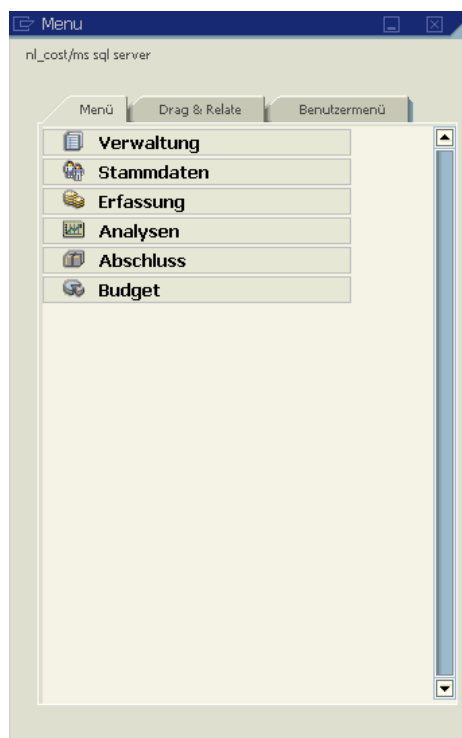 Menu
nl_cost/ms sql server
Menü Drag & Relate Benutzermenü
Verwaltung
Stammdaten
Erfassung
Analysen
Abschluss
Budget